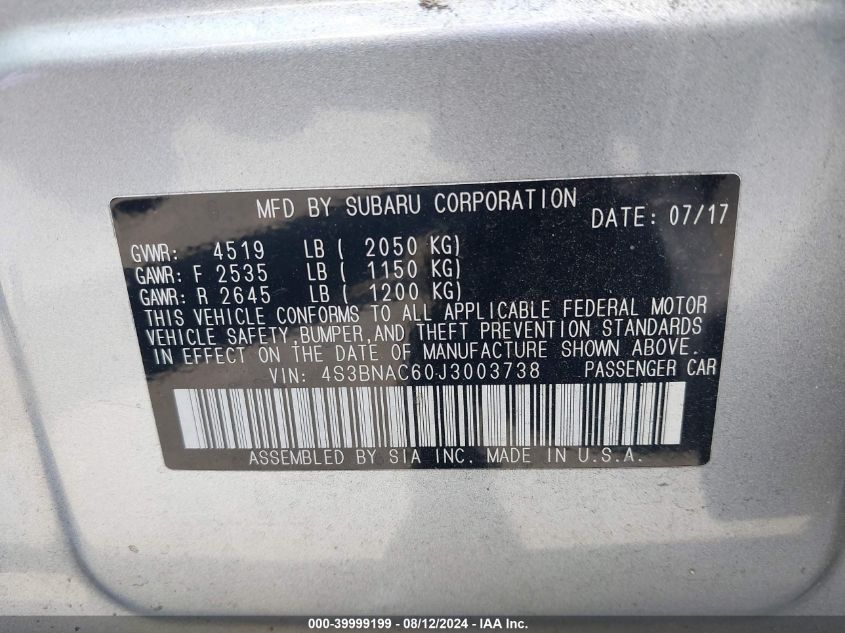 MFD BY SUBARU CORPORATION DATE: 07/17
GVWR: 4519 LB ( 2050 KG)
GAWR: F 2535 LB ( 1150 KG)
GAWR: R 2645 LB ( 1200 KG)
THIS VEHICLE CONFORMS TO ALL APPLICABLE FEDERAL MOTOR
VEHICLE SAFETY,BUMPER,AND THEFT PREVENTION STANDARDS
IN EFFECT ON THE DATE OF MANUFACTURE SHOWN ABOVE.
VIN: 4S3BNAC60J3003738 PASSENGER CAR
ASSEMBLED BY SIA INC. MADE IN U.S.A.
000-39999199 - 08/12/2024 - IAA Inc.